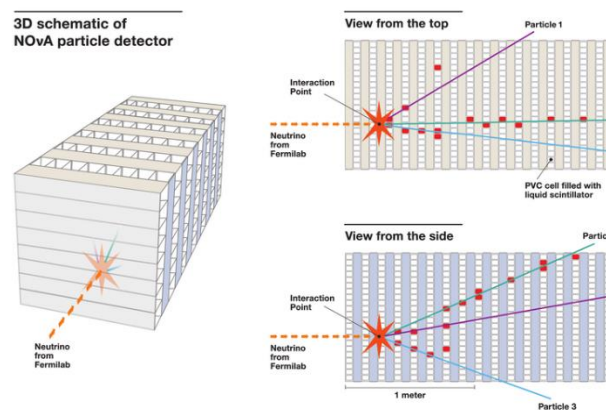 3D schematic of
NOvA particle detector
Neutrino
from
Fermilab
View from the top
Particle 1
Interaction
Point
Neutrino
from
Fermilab
PVC cell filled with
liquid scintillator
View from the side
Partic
Interaction
Point
Neutrino
from
Fermilab
1 meter
Particle 3